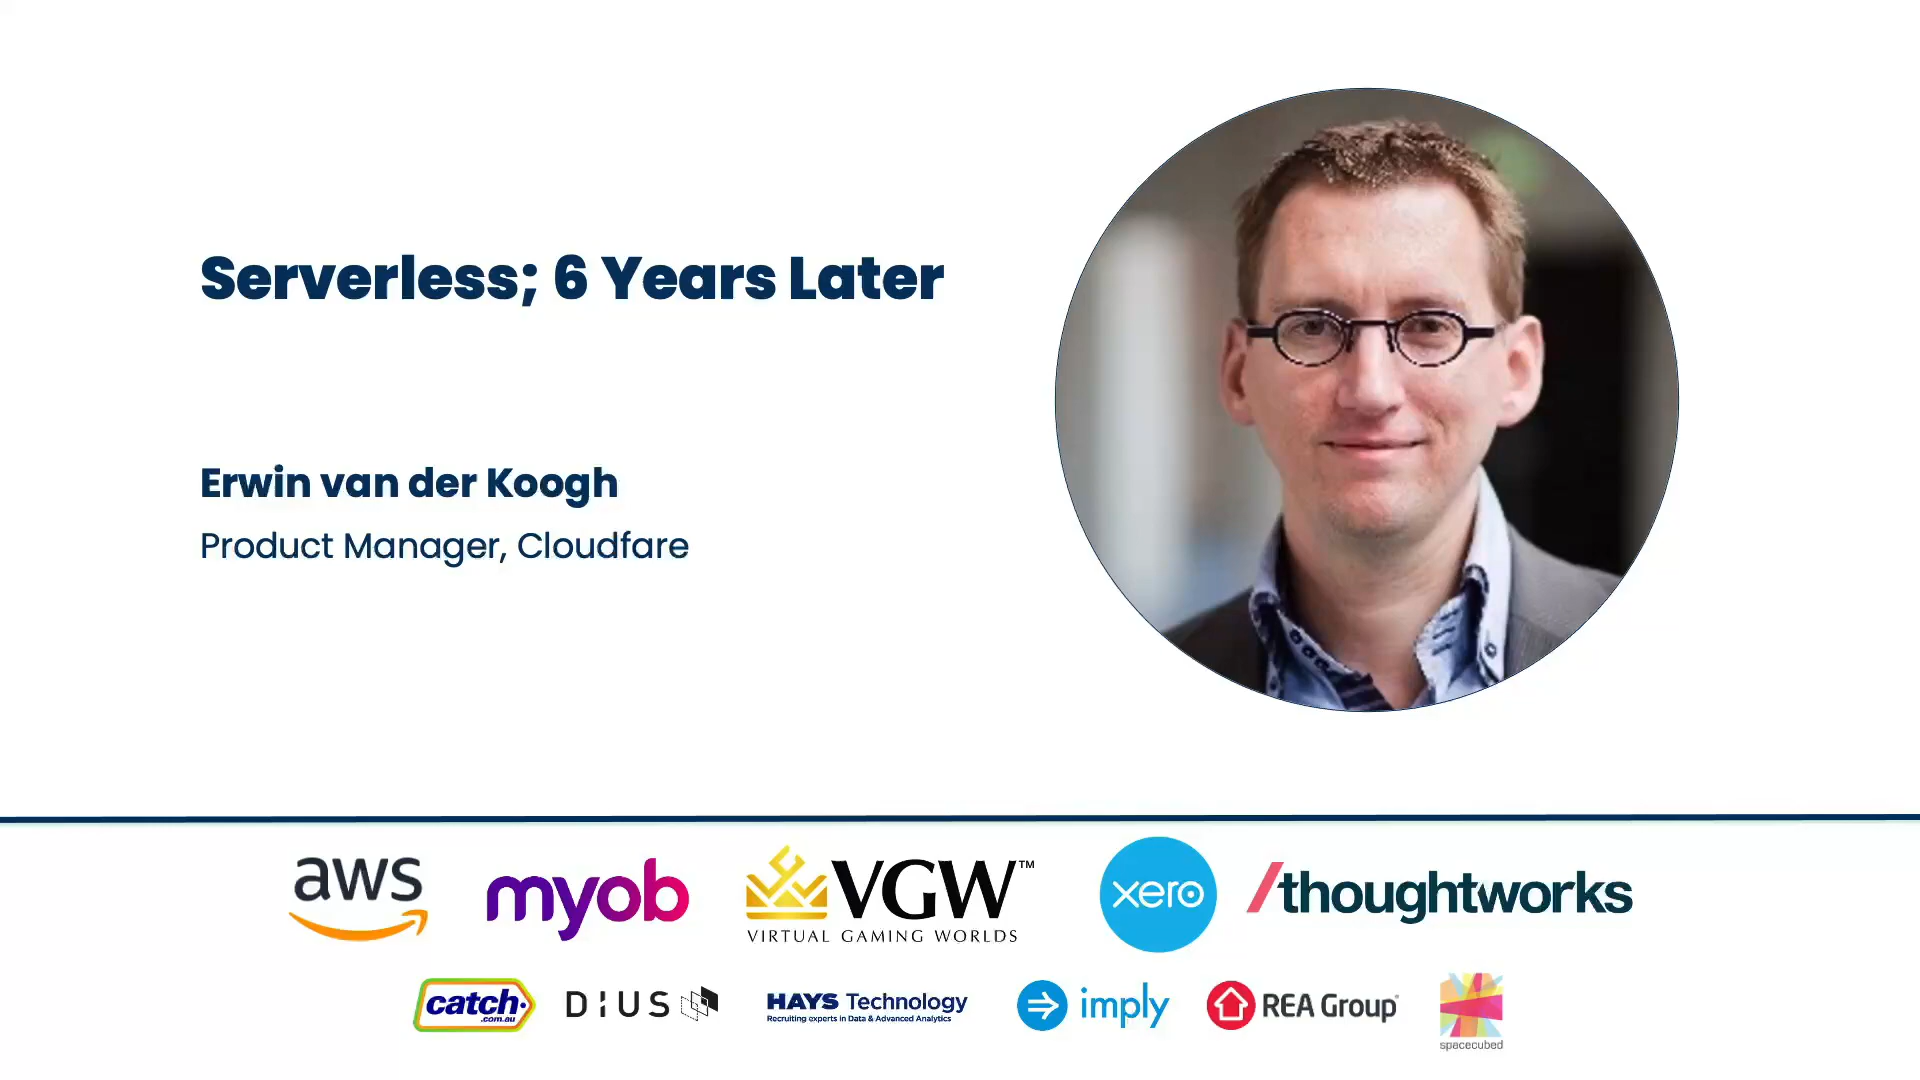 Serverless; 6 Years Later
Erwin van der Koogh
Product Manager, Cloudfare
aws
myob
VGW™
VIRTUAL GAMING WORLDS
xero
/thoughtworks
catch
.com.au
DiUS
HAYS Technology
Recruiting experts in Data & Advanced Analytics
imply
REA Group
spacecubed